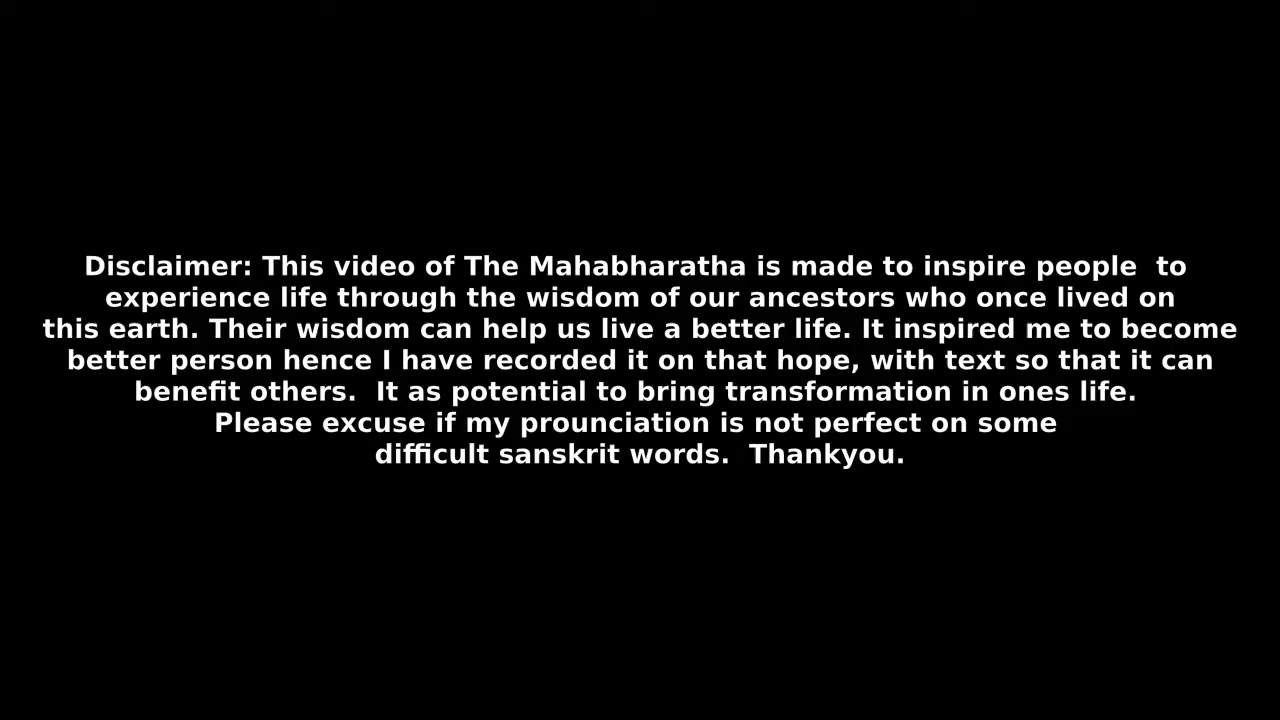 Disclaimer: This video of The Mahabharatha is made to inspire people  to
experience life through the wisdom of our ancestors who once lived on
this earth. Their wisdom can help us live a better life. It inspired me to become
better person hence I have recorded it on that hope, with text so that it can
benefit others.  It as potential to bring transformation in ones life.
Please excuse if my prounciation is not perfect on some
difficult sanskrit words.  Thankyou.